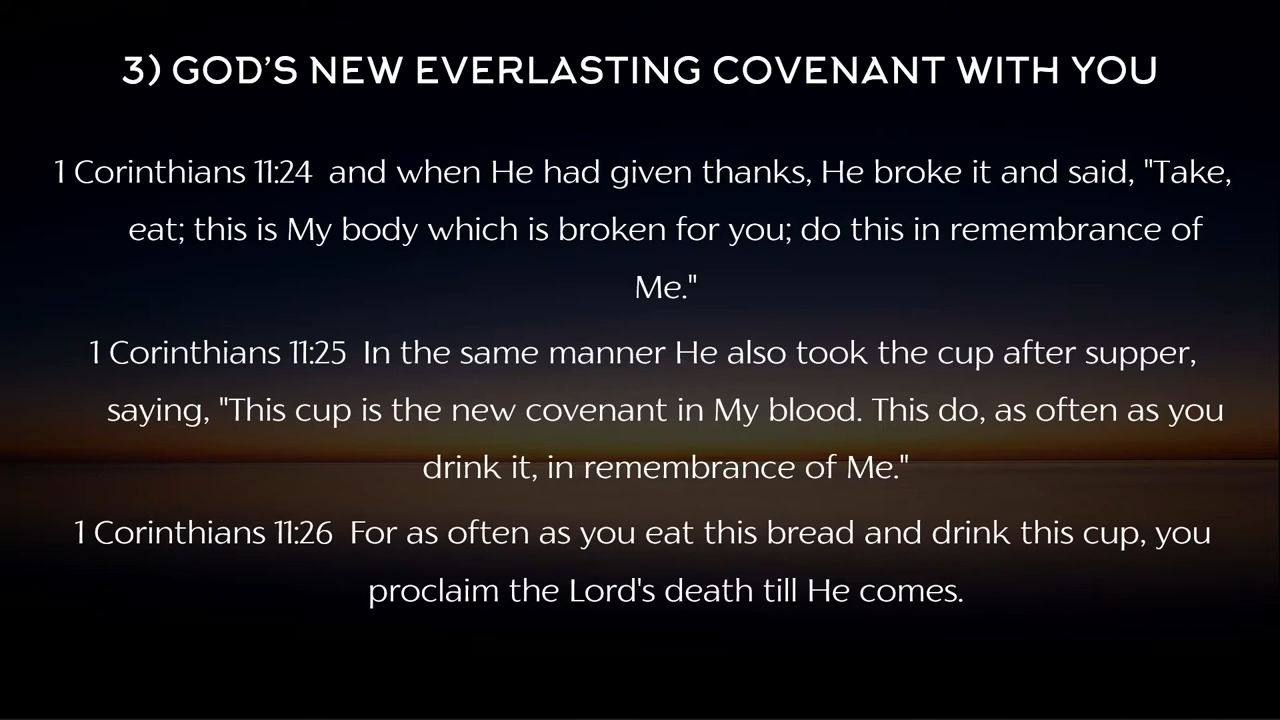 3) GOD’S NEW EVERLASTING COVENANT WITH YOU
1 Corinthians 11:24  and when He had given thanks, He broke it and said, "Take,
eat; this is My body which is broken for you; do this in remembrance of
Me."
1 Corinthians 11:25  In the same manner He also took the cup after supper,
saying, "This cup is the new covenant in My blood. This do, as often as you
drink it, in remembrance of Me."
1 Corinthians 11:26  For as often as you eat this bread and drink this cup, you
proclaim the Lord's death till He comes.